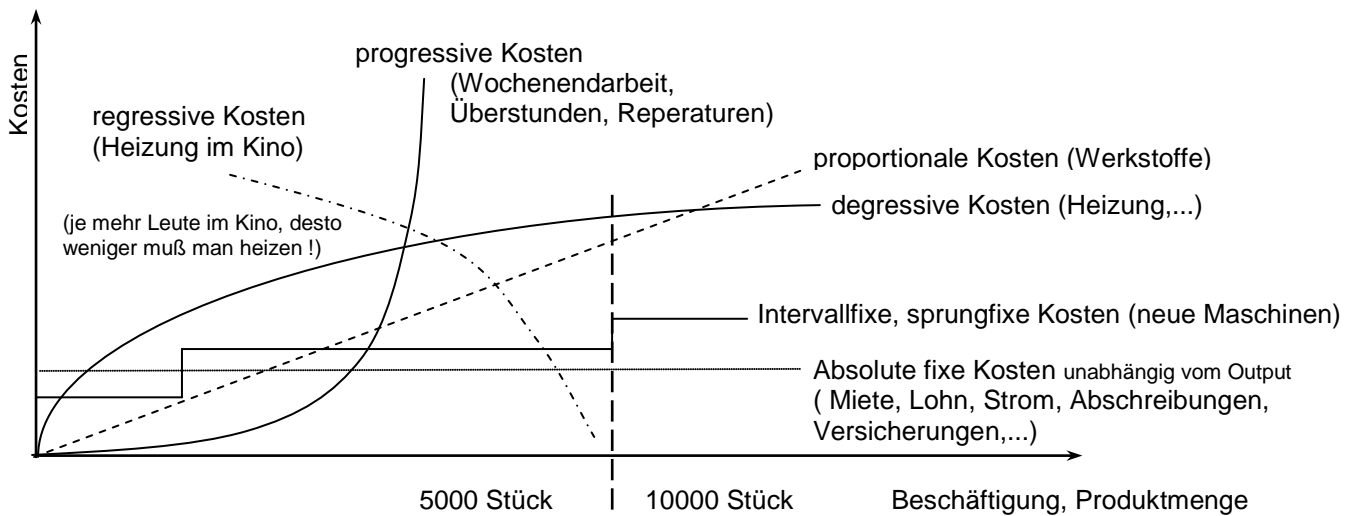 Kosten
progressive Kosten
(Wochenendarbeit,
Überstunden, Reperaturen)
regressive Kosten
(Heizung im Kino)
proportionale Kosten (Werkstoffe)
degressive Kosten (Heizung,...)
(je mehr Leute im Kino, desto
weniger muß man heizen !)
Intervallfixe, sprungfixe Kosten (neue Maschinen)
Absolute fixe Kosten unabhängig vom Output
( Miete, Lohn, Strom, Abschreibungen,
Versicherungen,...)
5000 Stück
10000 Stück
Beschäftigung, Produktmenge